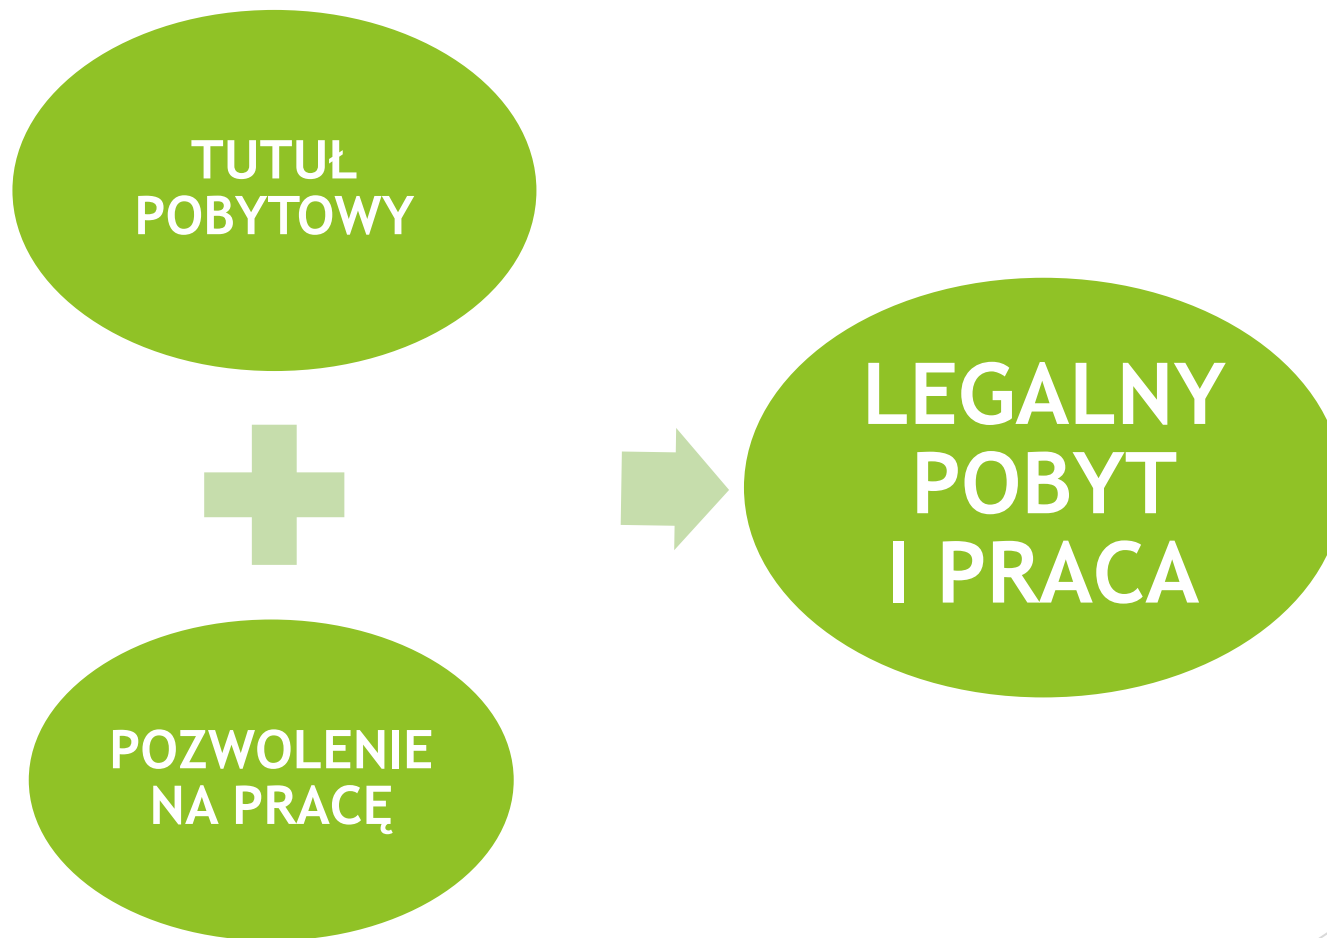 TUTUŁ
POBYTOWY
POZWOLENIE
NA PRACĘ
LEGALNY
POBYT
I PRACA